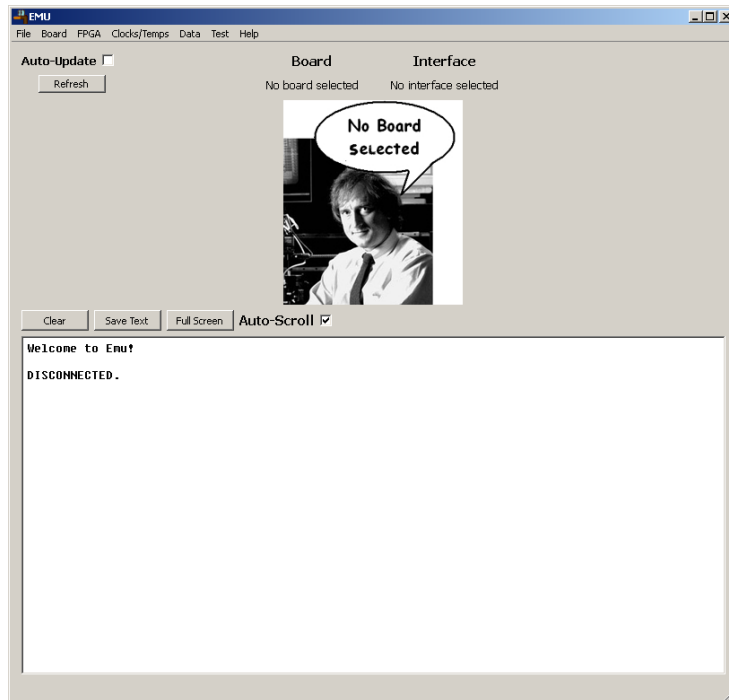 EMU
File Board FPGA Clocks/Temps Data Test Help
Auto-Update
Board Interface
Refresh
No board selected No interface selected
No Board
Selected
Clear Save Text Full Screen Auto-Scroll
Welcome to Emu!
DISCONNECTED.